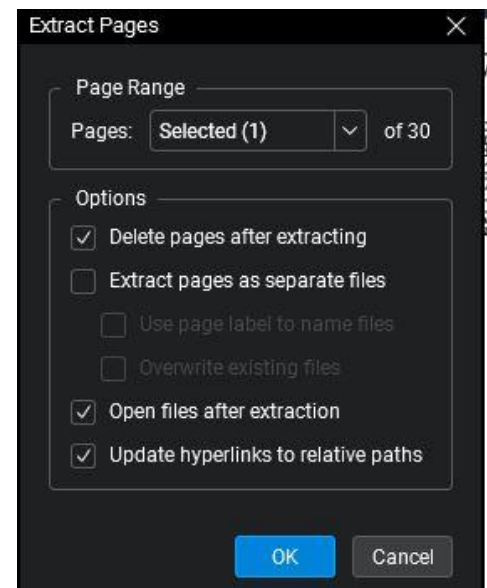 Extract Pages
Page Range
Pages: Selected (1) of 30
Options
Delete pages after extracting
Extract pages as separate files
Use page label to name files
Overwrite existing files
Open files after extraction
Update hyperlinks to relative paths
OK Cancel